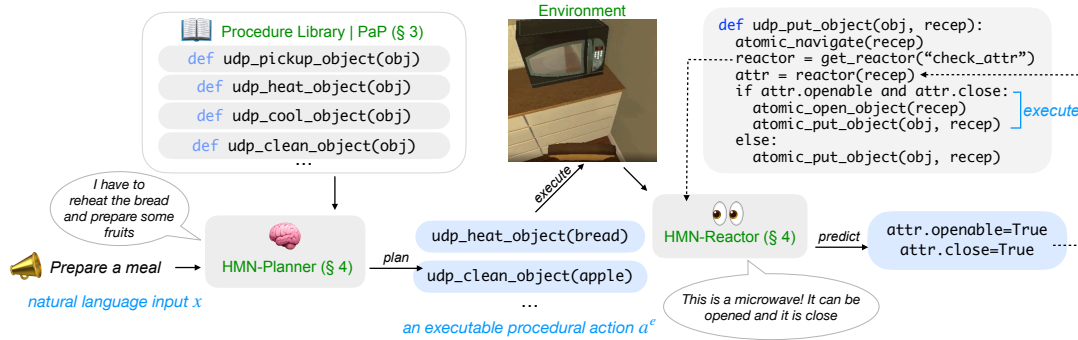 Procedure Library | PaP (§ 3)
def udp_pickup_object(obj)
def udp_heat_object(obj)
def udp_cool_object(obj)
def udp_clean_object(obj)
...
I have to
reheat the bread
and prepare some
fruits
Prepare a meal
natural language input x
HMN-Planner (§ 4)
plan
udp_heat_object(bread)
udp_clean_object(apple)
...
an executable procedural action aᵉ
Environment
execute
HMN-Reactor (§ 4)
This is a microwave! It can be
opened and it is close
predict
attr.openable=True
attr.close=True
def udp_put_object(obj, recep):
atomic_navigate(recep)
reactor = get_reactor(“check_attr”)
attr = reactor(recep)
if attr.openable and attr.close:
atomic_open_object(recep)
atomic_put_object(obj, recep)
else:
atomic_put_object(obj, recep)
execute